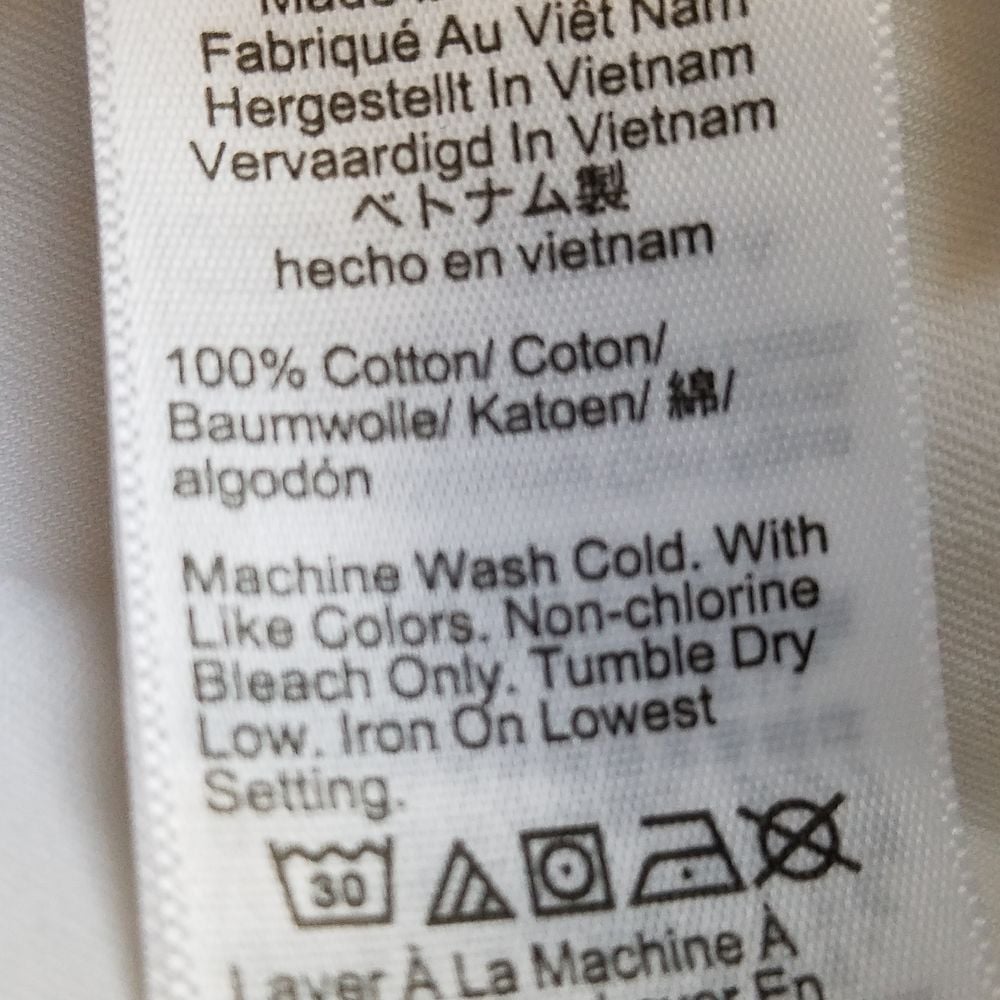 Made
Fabriqué Au Viêt Nam
Hergestellt In Vietnam
Vervaardigd In Vietnam
ベトナム製
hecho en vietnam
100% Cotton/ Coton/
Baumwolle/ Katoen/ 綿/
algodón
Machine Wash Cold. With
Like Colors. Non-chlorine
Bleach Only. Tumble Dry
Low. Iron On Lowest
Setting.
30
Laver À La Machine À
En